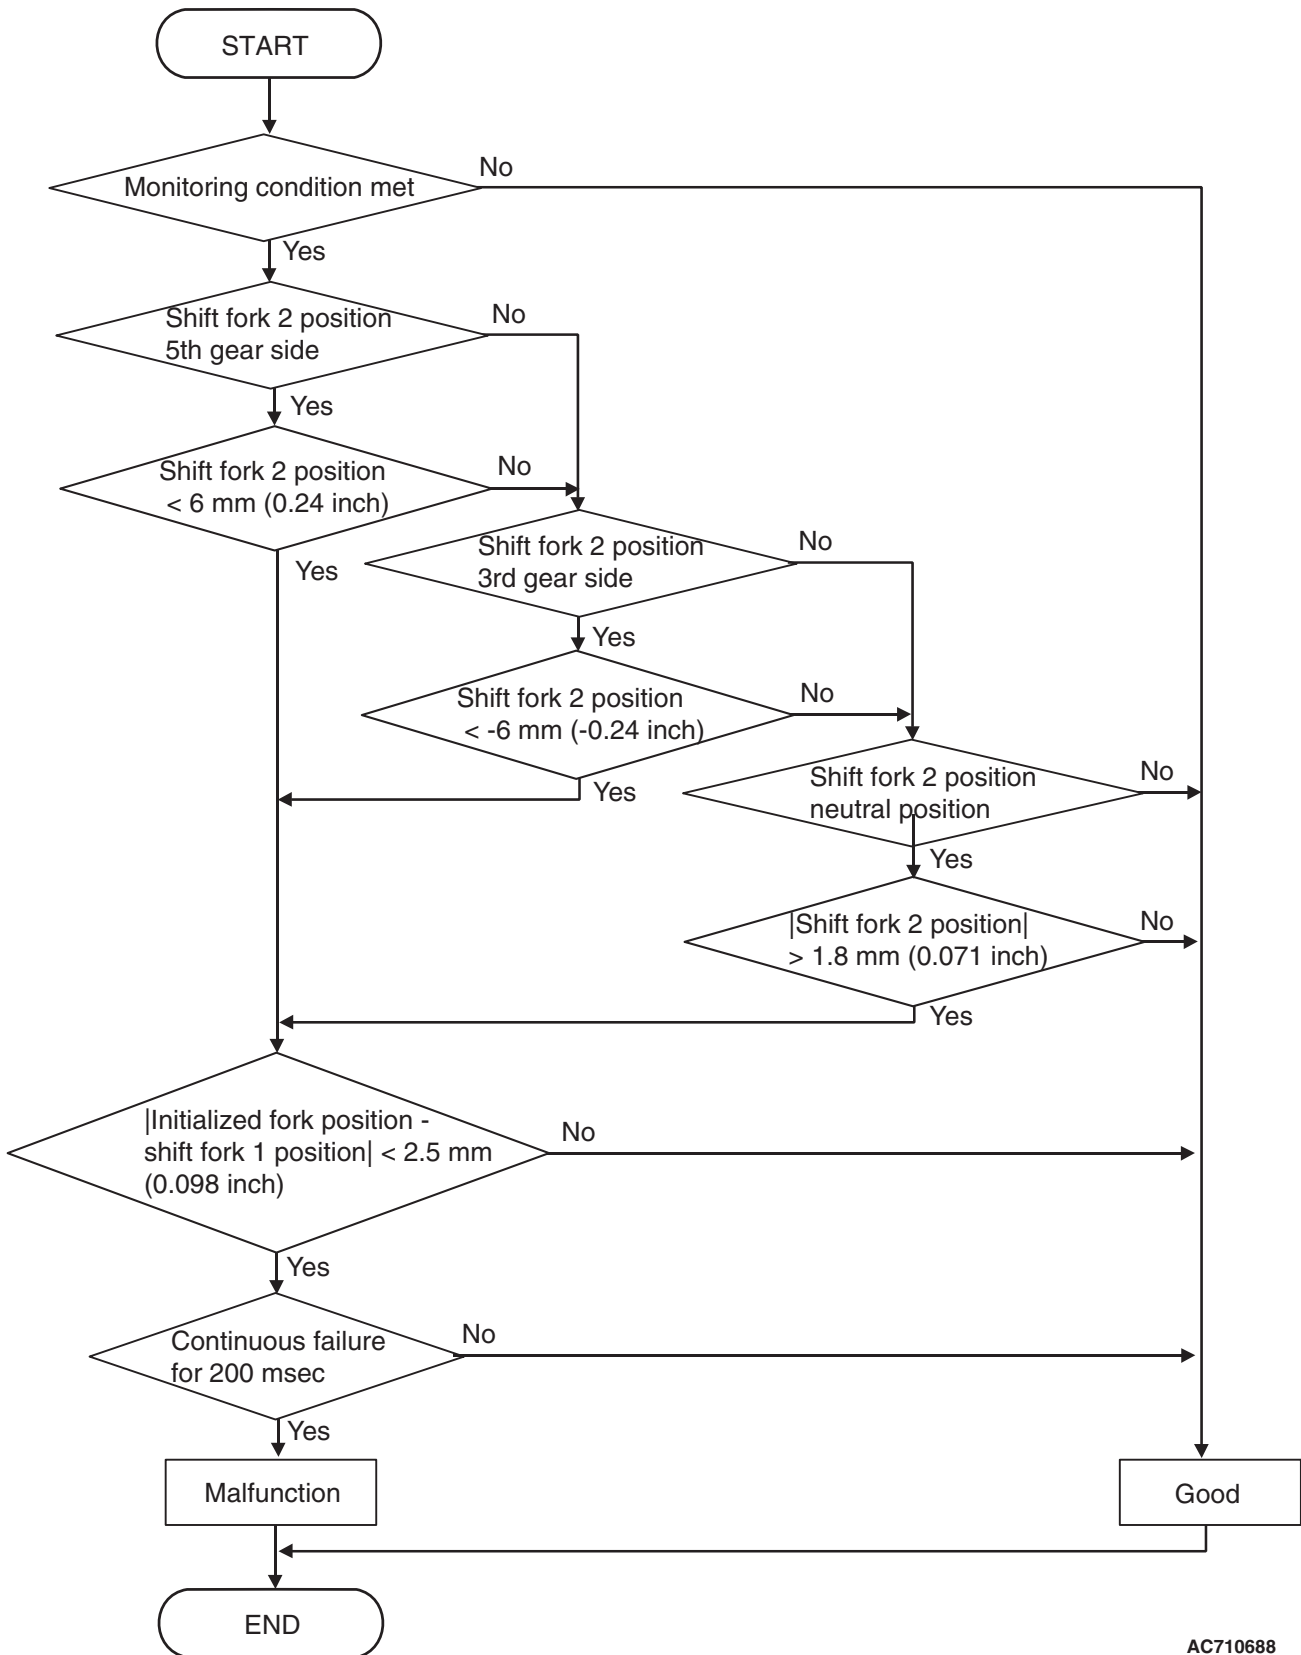 START
Monitoring condition met
No
Yes
Shift fork 2 position
5th gear side
No
Yes
Shift fork 2 position
< 6 mm (0.24 inch)
No
Yes
Shift fork 2 position
3rd gear side
No
Yes
Shift fork 2 position
< -6 mm (-0.24 inch)
No
Yes
Shift fork 2 position
neutral position
No
Yes
|Shift fork 2 position|
> 1.8 mm (0.071 inch)
No
Yes
|Initialized fork position -
shift fork 1 position| < 2.5 mm
(0.098 inch)
No
Yes
Continuous failure
for 200 msec
No
Yes
Malfunction
Good
END
AC710688